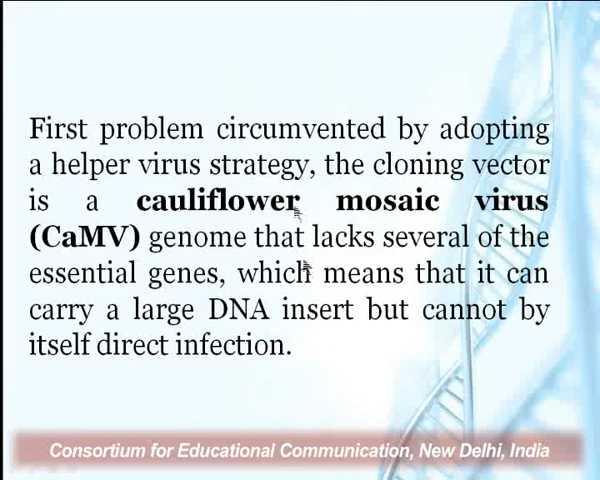 First problem circumvented by adopting
a helper virus strategy, the cloning vector
is a cauliflower mosaic virus
(CaMV) genome that lacks several of the
essential genes, which means that it can
carry a large DNA insert but cannot by
itself direct infection.
Consortium for Educational Communication, New Delhi, India